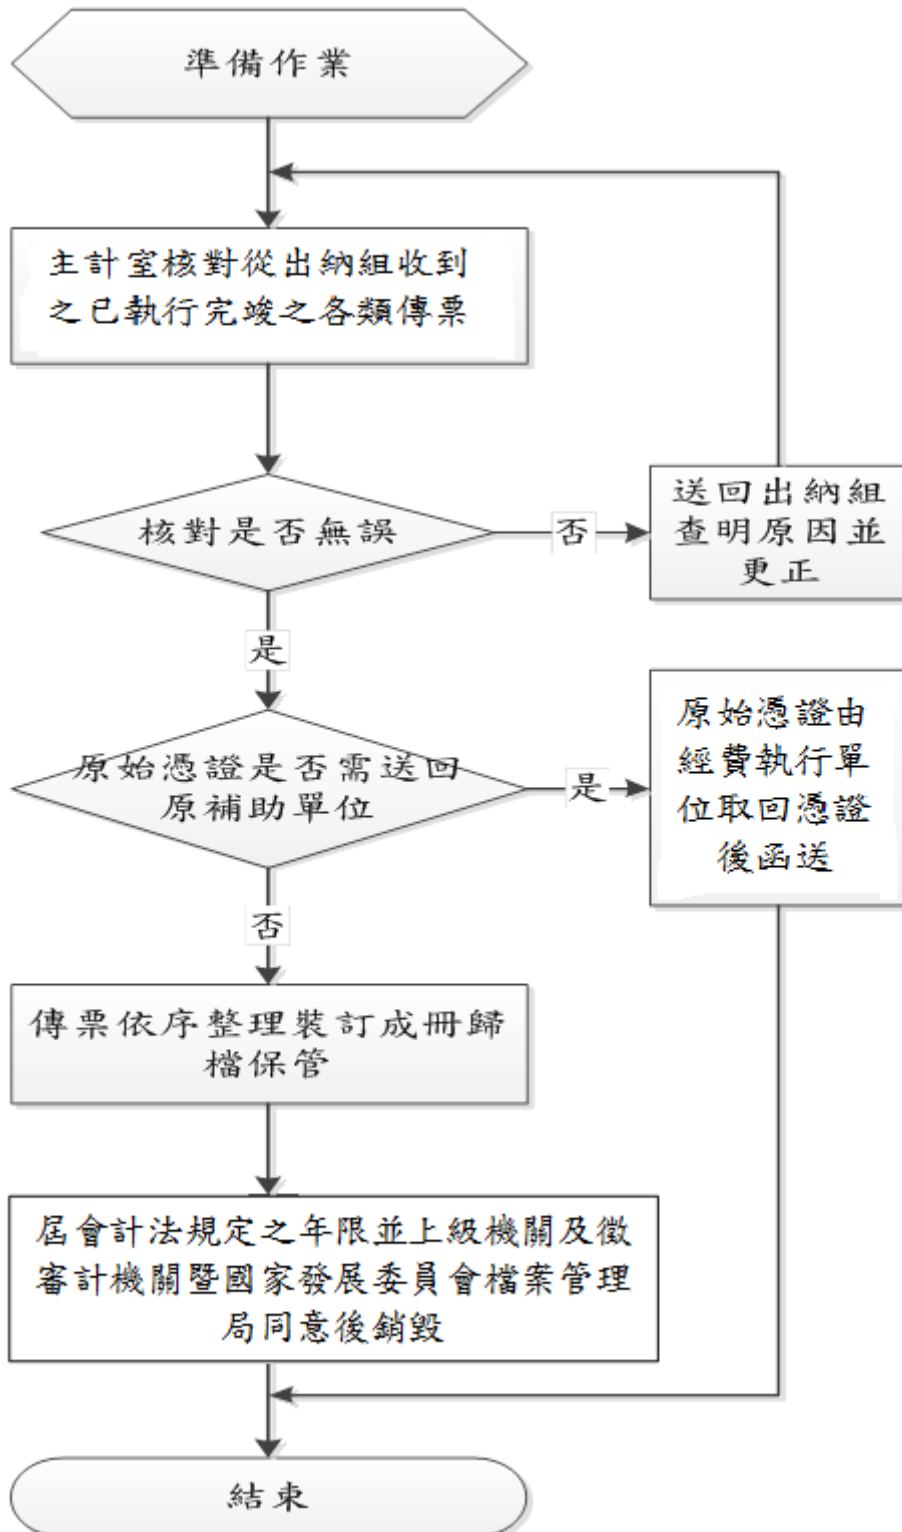 準備作業
主計室核對從出納組收到
之已執行完竣之各類傳票
核對是否無誤
否
送回出納組
查明原因並
更正
是
原始憑證是否需送回
原補助單位
是
原始憑證由
經費執行單
位取回憑證
後函送
否
傳票依序整理裝訂成冊歸
檔保管
屆會計法規定之年限並上級機關及徵
審計機關暨國家發展委員會檔案管理
局同意後銷毀
結束